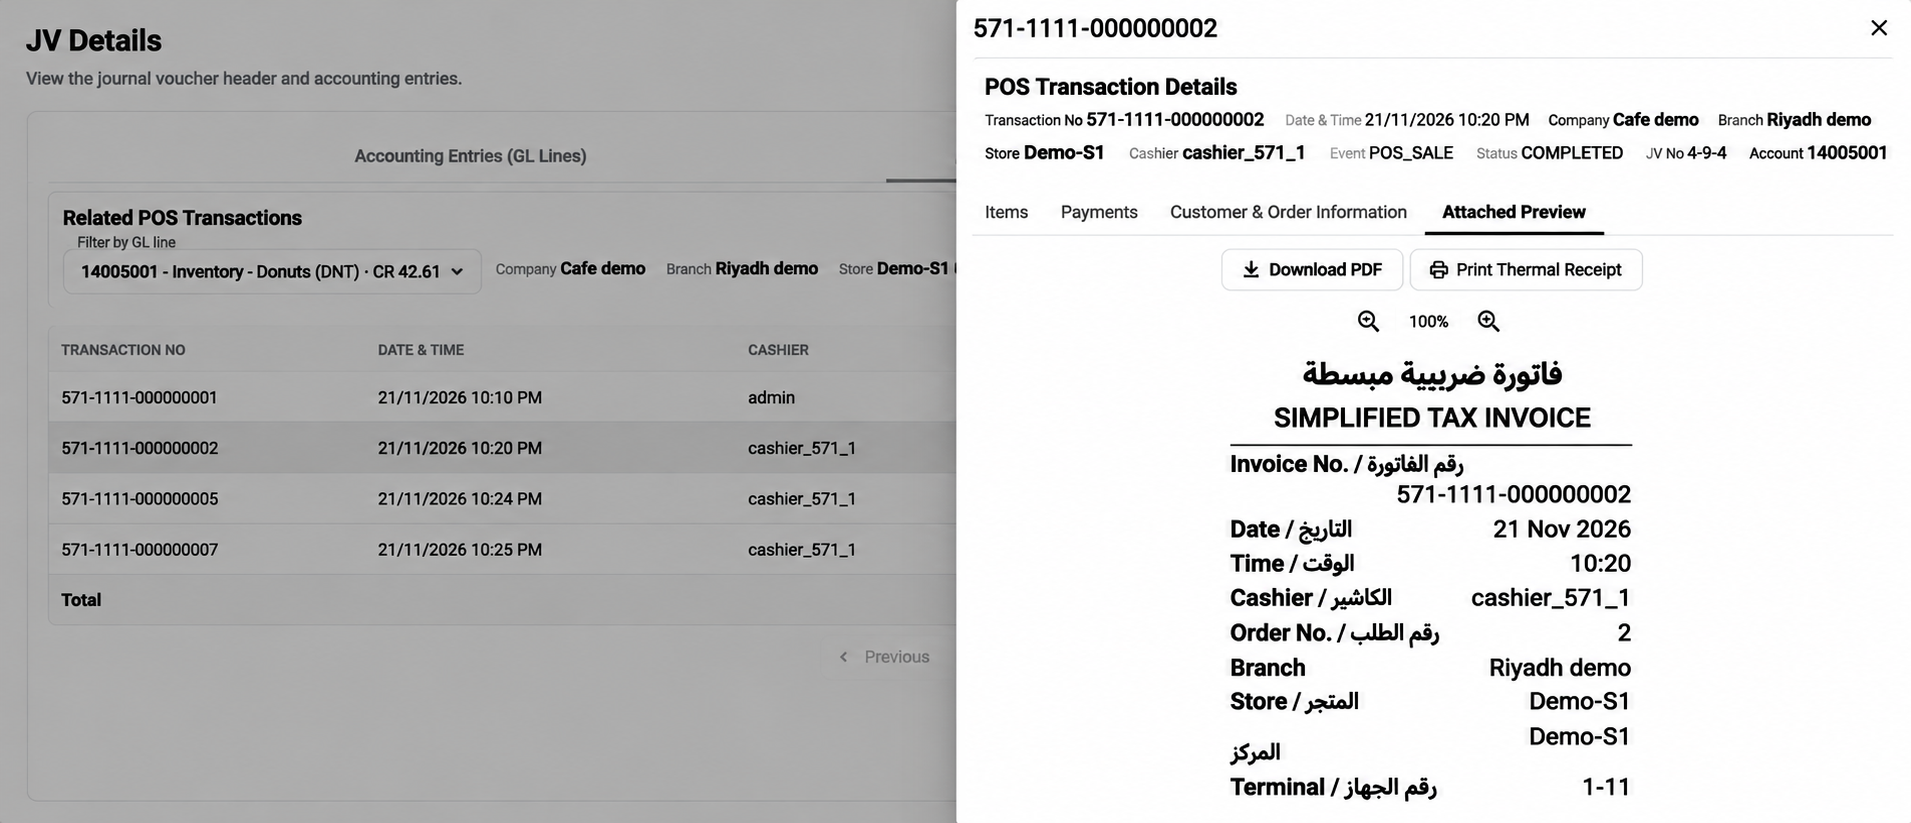 JV Details
View the journal voucher header and accounting entries.
Accounting Entries (GL Lines)
Related POS Transactions
Filter by GL line
14005001 - Inventory - Donuts (DNT) · CR 42.61
Company Cafe demo Branch Riyadh demo Store Demo-S1
TRANSACTION NO DATE & TIME CASHIER
571-1111-000000001 21/11/2026 10:10 PM admin
571-1111-000000002 21/11/2026 10:20 PM cashier_571_1
571-1111-000000005 21/11/2026 10:24 PM cashier_571_1
571-1111-000000007 21/11/2026 10:25 PM cashier_571_1
Total
Previous
571-1111-000000002
POS Transaction Details
Transaction No 571-1111-000000002 Date & Time 21/11/2026 10:20 PM Company Cafe demo Branch Riyadh demo
Store Demo-S1 Cashier cashier_571_1 Event POS_SALE Status COMPLETED JV No 4-9-4 Account 14005001
Items Payments Customer & Order Information Attached Preview
Download PDF Print Thermal Receipt
100%
فاتورة ضريبية مبسطة
SIMPLIFIED TAX INVOICE
Invoice No. / رقم الفاتورة
571-1111-000000002
Date / التاريخ 21 Nov 2026
Time / الوقت 10:20
Cashier / الكاشير cashier_571_1
Order No. / رقم الطلب 2
Branch Riyadh demo
Store / المتجر Demo-S1
Demo-S1
المركز
Terminal / رقم الجهاز 1-11